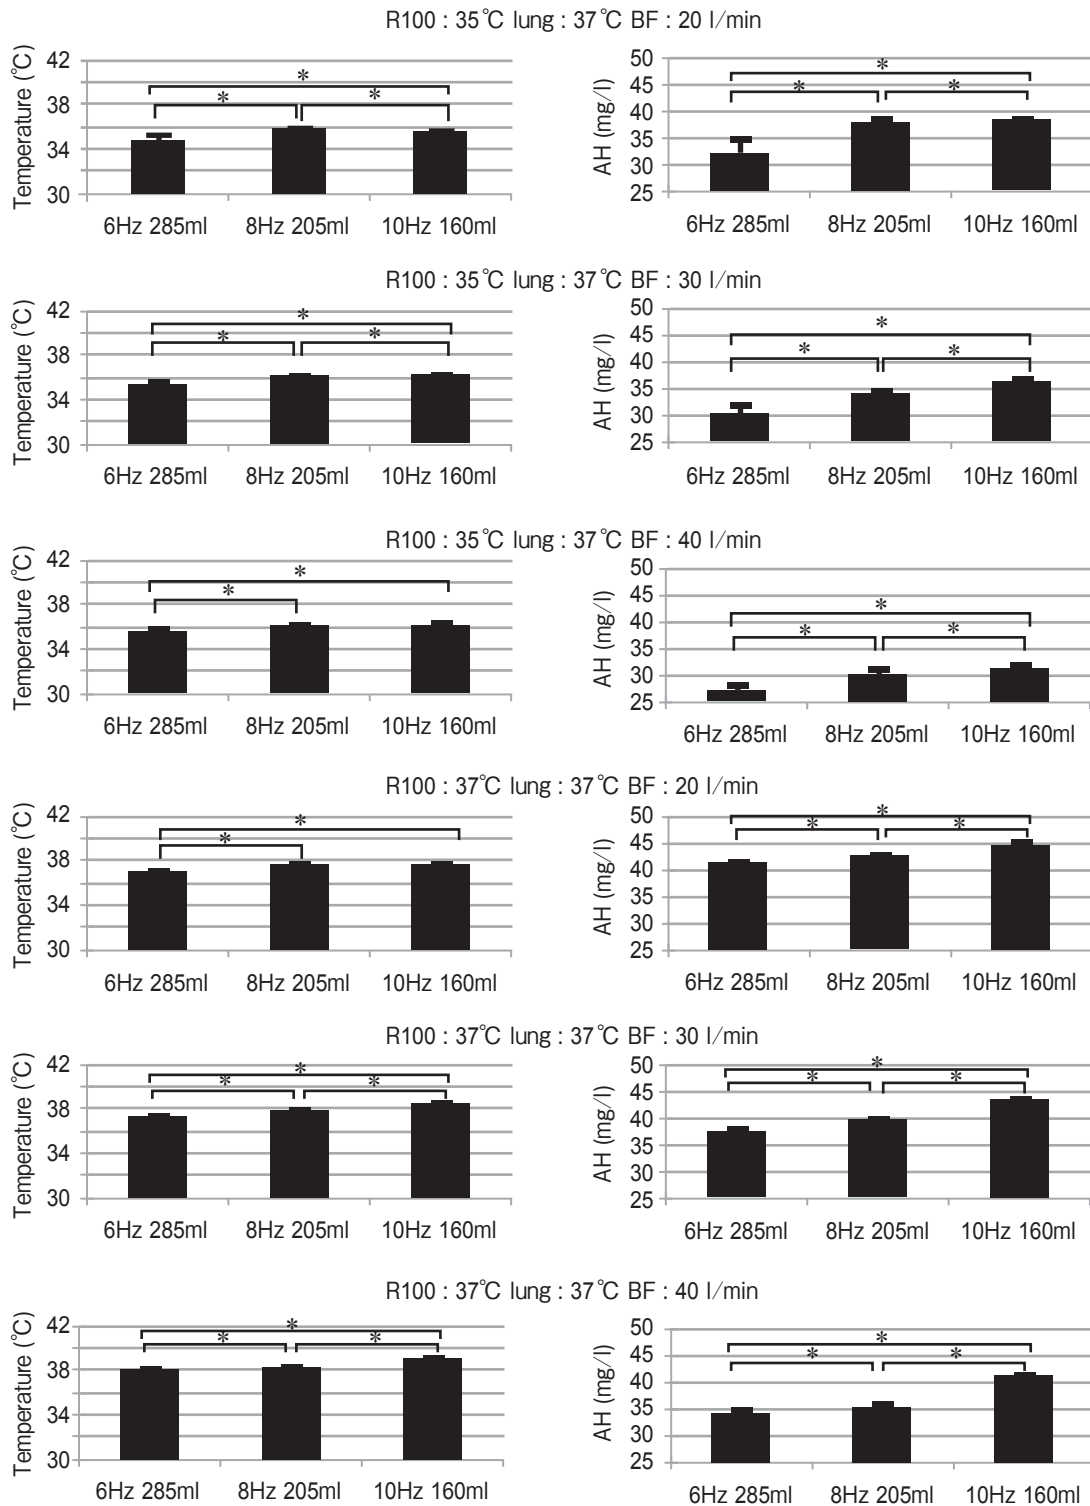 R100 : 35℃ lung : 37℃ BF : 20 l/min
Temperature (℃)
42
38
34
30
* * *
6Hz 285ml 8Hz 205ml 10Hz 160ml
AH (mg/l)
50
45
40
35
30
25
* * *
6Hz 285ml 8Hz 205ml 10Hz 160ml
R100 : 35℃ lung : 37℃ BF : 30 l/min
Temperature (℃)
42
38
34
30
* * *
6Hz 285ml 8Hz 205ml 10Hz 160ml
AH (mg/l)
50
45
40
35
30
25
* * *
6Hz 285ml 8Hz 205ml 10Hz 160ml
R100 : 35℃ lung : 37℃ BF : 40 l/min
Temperature (℃)
42
38
34
30
* *
6Hz 285ml 8Hz 205ml 10Hz 160ml
AH (mg/l)
50
45
40
35
30
25
* * *
6Hz 285ml 8Hz 205ml 10Hz 160ml
R100 : 37℃ lung : 37℃ BF : 20 l/min
Temperature (℃)
42
38
34
30
* *
6Hz 285ml 8Hz 205ml 10Hz 160ml
AH (mg/l)
50
45
40
35
30
25
* * *
6Hz 285ml 8Hz 205ml 10Hz 160ml
R100 : 37℃ lung : 37℃ BF : 30 l/min
Temperature (℃)
42
38
34
30
* * *
6Hz 285ml 8Hz 205ml 10Hz 160ml
AH (mg/l)
50
45
40
35
30
25
* * *
6Hz 285ml 8Hz 205ml 10Hz 160ml
R100 : 37℃ lung : 37℃ BF : 40 l/min
Temperature (℃)
42
38
34
30
* * *
6Hz 285ml 8Hz 205ml 10Hz 160ml
AH (mg/l)
50
45
40
35
30
25
* * *
6Hz 285ml 8Hz 205ml 10Hz 160ml